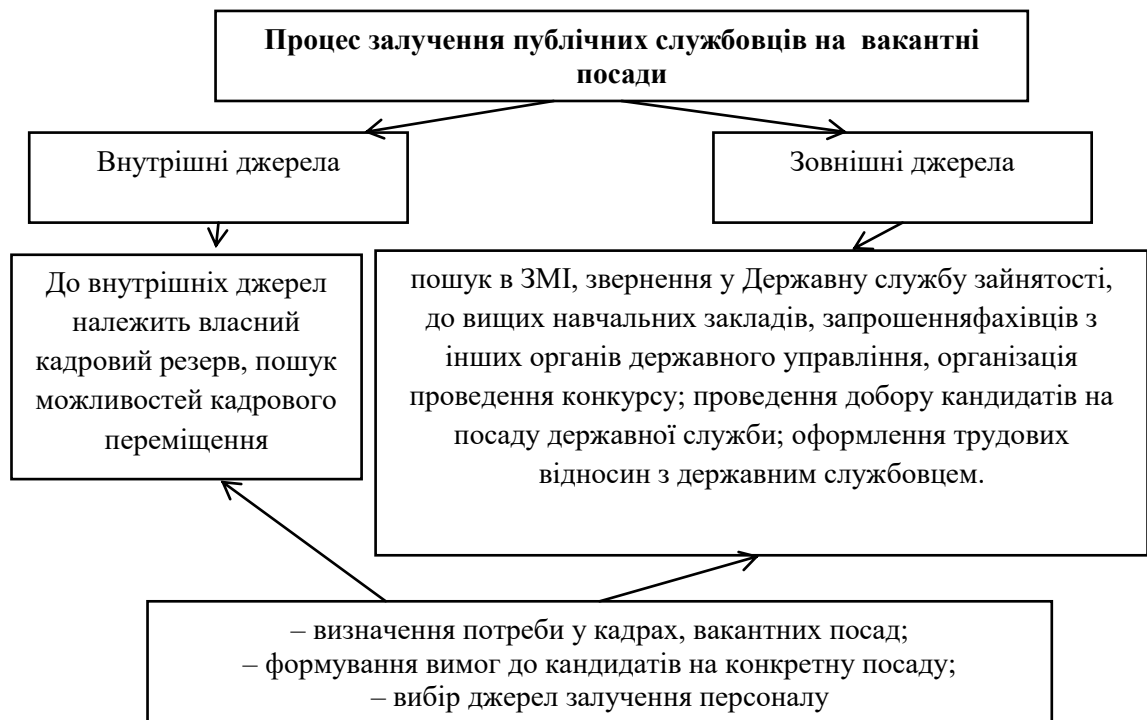 Процес залучення публічних службовців на вакантні
посади
Внутрішні джерела
Зовнішні джерела
До внутрішніх джерел
належить власний
кадровий резерв, пошук
можливостей кадрового
переміщення
пошук в ЗМІ, звернення у Державну службу зайнятості,
до вищих навчальних закладів, запрошенняфахівців з
інших органів державного управління, організація
проведення конкурсу; проведення добору кандидатів на
посаду державної служби; оформлення трудових
відносин з державним службовцем.
– визначення потреби у кадрах, вакантних посад;
– формування вимог до кандидатів на конкретну посаду;
– вибір джерел залучення персоналу